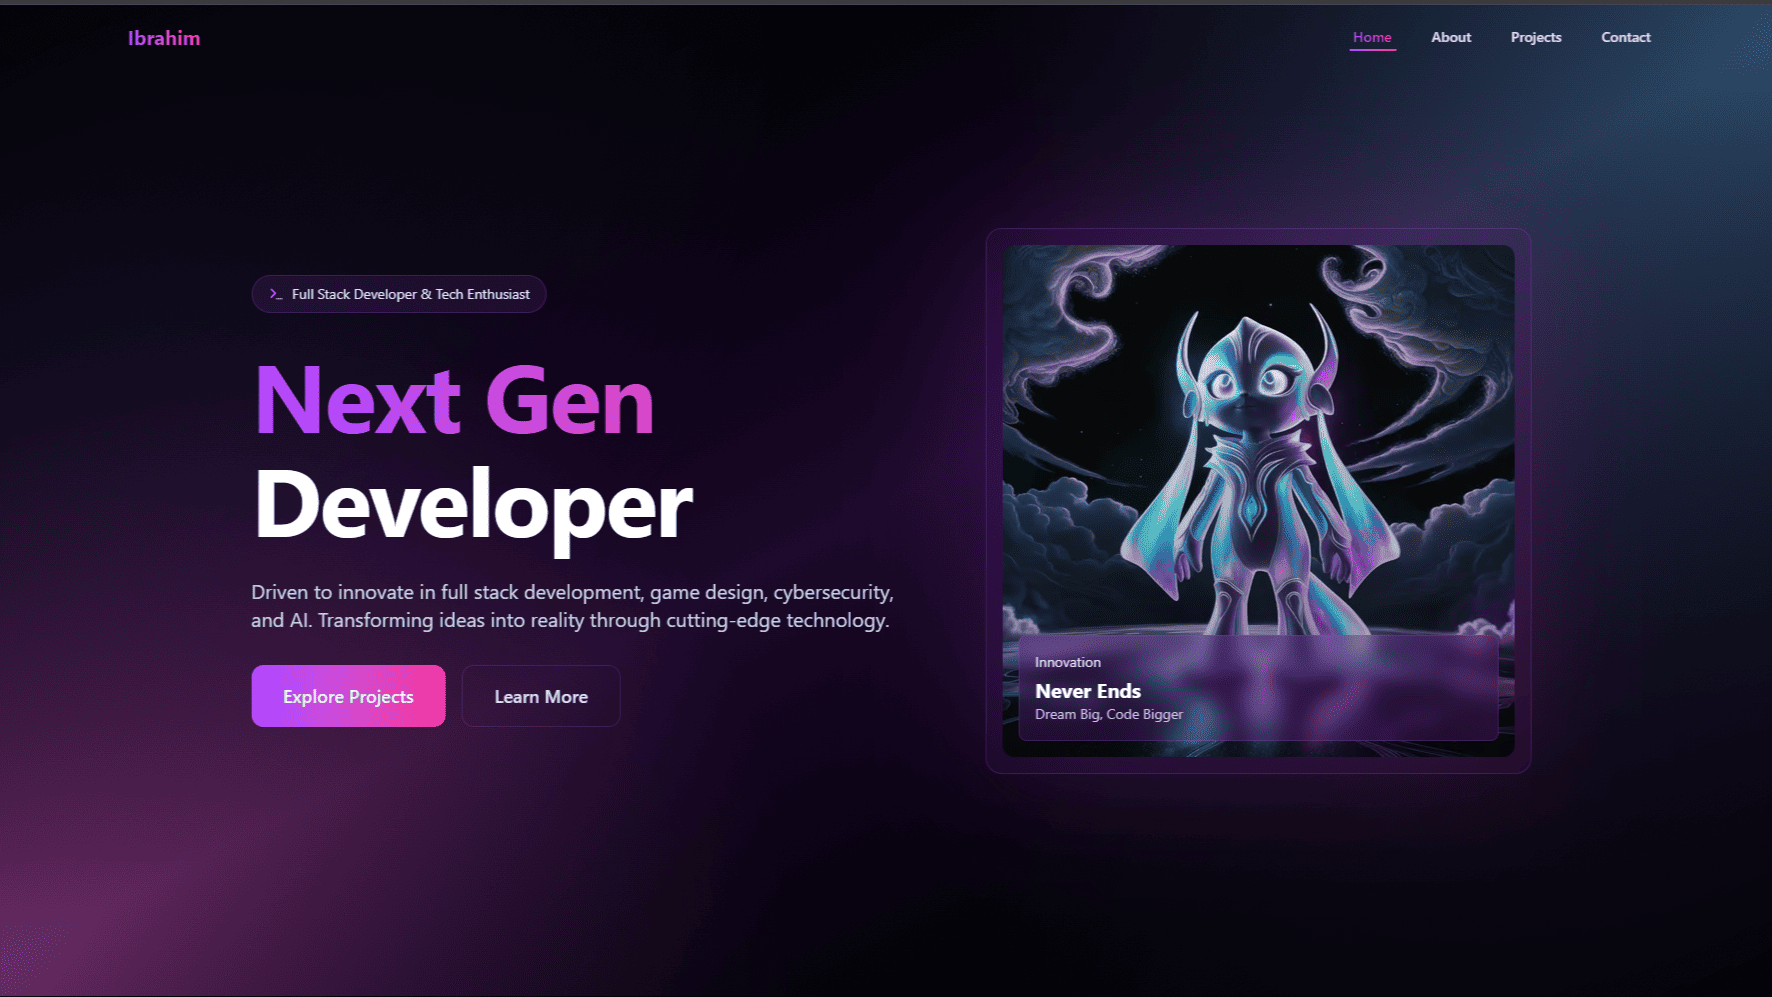 Ibrahim
Home
About
Projects
Contact
Full Stack Developer & Tech Enthusiast
Next Gen
Developer
Driven to innovate in full stack development, game design, cybersecurity,
and AI. Transforming ideas into reality through cutting-edge technology.
Explore Projects
Learn More
Innovation
Never Ends
Dream Big, Code Bigger